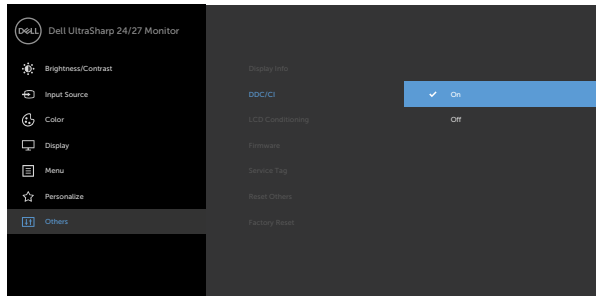 DELL
Dell UltraSharp 24/27 Monitor
Brightness/Contrast
Input Source
Color
Display
Menu
Personalize
Others
Display Info
DDC/CI
LCD Conditioning
Firmware
Service Tag
Reset Others
Factory Reset
On
Off